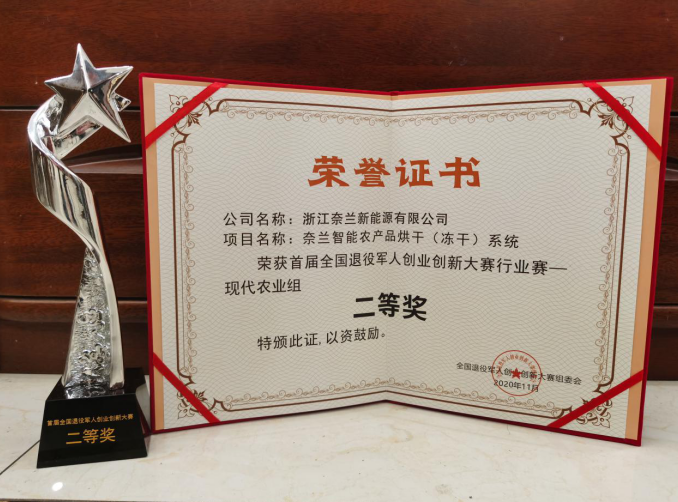 荣誉证书
公司名称：浙江奈兰新能源有限公司
项目名称：奈兰智能农产品烘干（冻干）系统
荣获首届全国退役军人创业创新大赛行业赛—
现代农业组
二等奖
特颁此证,以资鼓励。
全国退役军人创业创新大赛组委会
2020年11月
首届全国退役军人创业创新大赛
二等奖